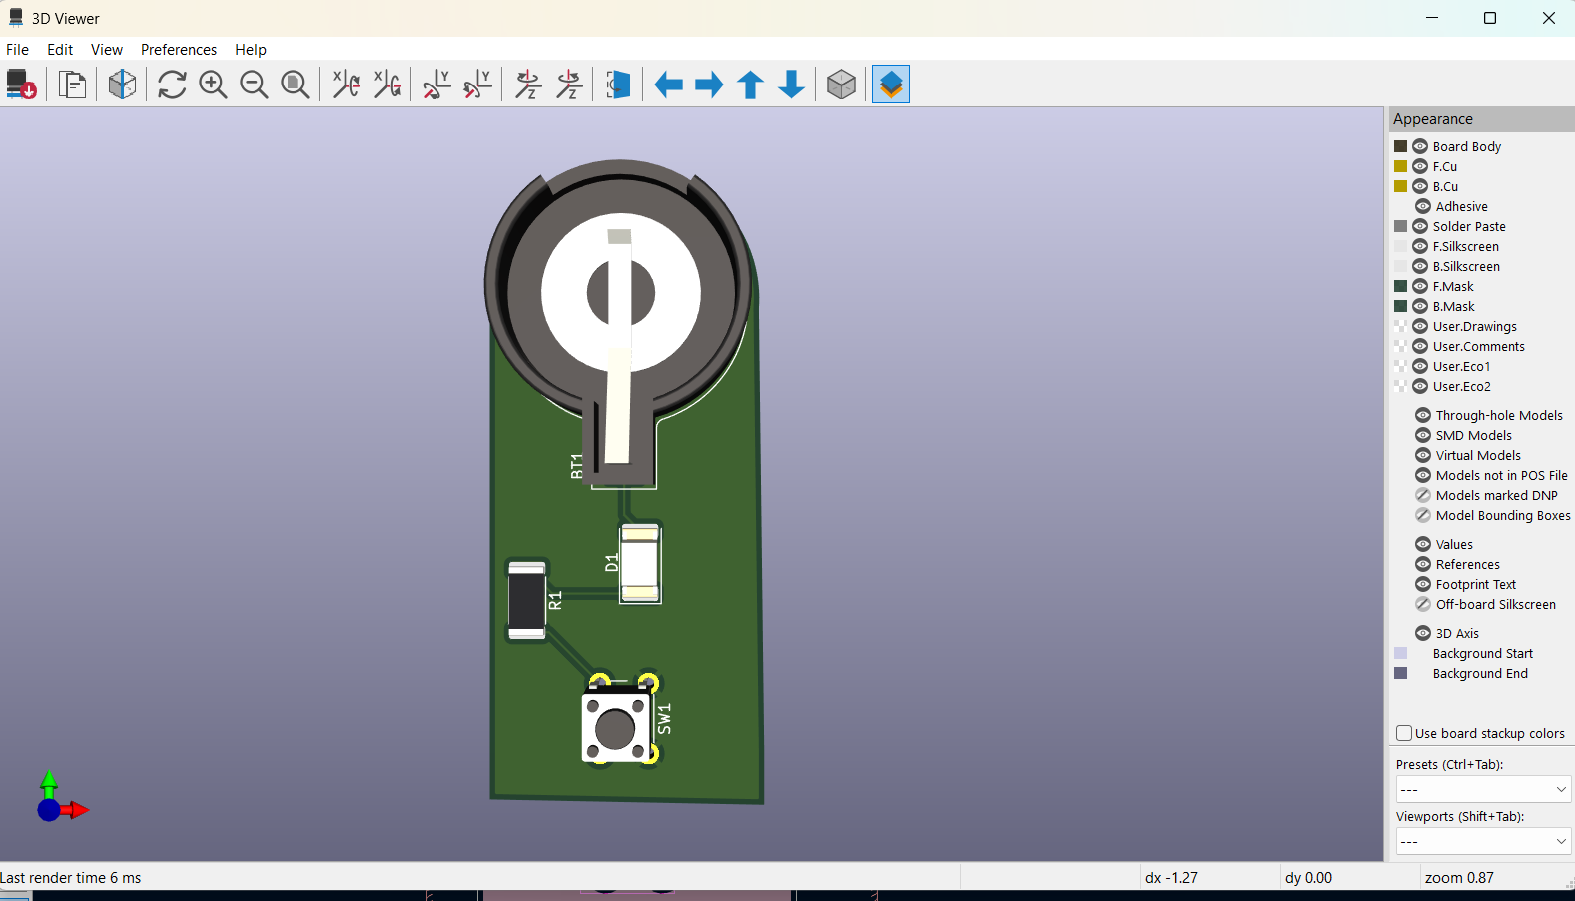 3D Viewer
File Edit View Preferences Help
X X Y Y Z Z
Appearance
Board Body
F.Cu
B.Cu
Adhesive
Solder Paste
F.Silkscreen
B.Silkscreen
F.Mask
B.Mask
User.Drawings
User.Comments
User.Eco1
User.Eco2
Through-hole Models
SMD Models
Virtual Models
Models not in POS File
Models marked DNP
Model Bounding Boxes
Values
References
Footprint Text
Off-board Silkscreen
3D Axis
Background Start
Background End
Use board stackup colors
Presets (Ctrl+Tab):
---
Viewports (Shift+Tab):
---
BT1
D1
R1
SW1
Last render time 6 ms
dx -1.27
dy 0.00
zoom 0.87